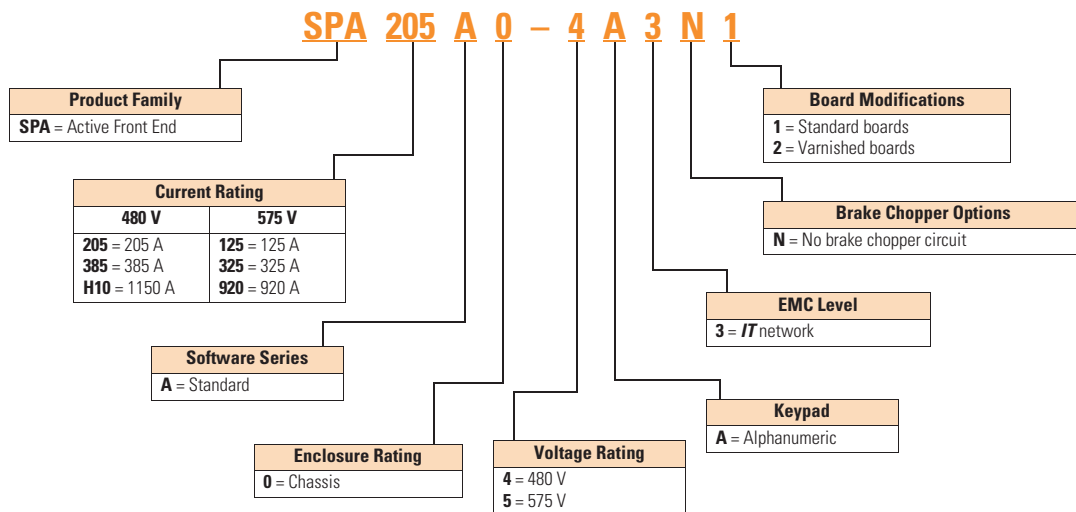 SPA 205 A 0 – 4 A 3 N 1
Product Family
SPA = Active Front End
Board Modifications
1 = Standard boards
2 = Varnished boards
Current Rating
480 V 575 V
205 = 205 A 125 = 125 A
385 = 385 A 325 = 325 A
H10 = 1150 A 920 = 920 A
Brake Chopper Options
N = No brake chopper circuit
EMC Level
3 = IT network
Software Series
A = Standard
Keypad
A = Alphanumeric
Enclosure Rating
0 = Chassis
Voltage Rating
4 = 480 V
5 = 575 V